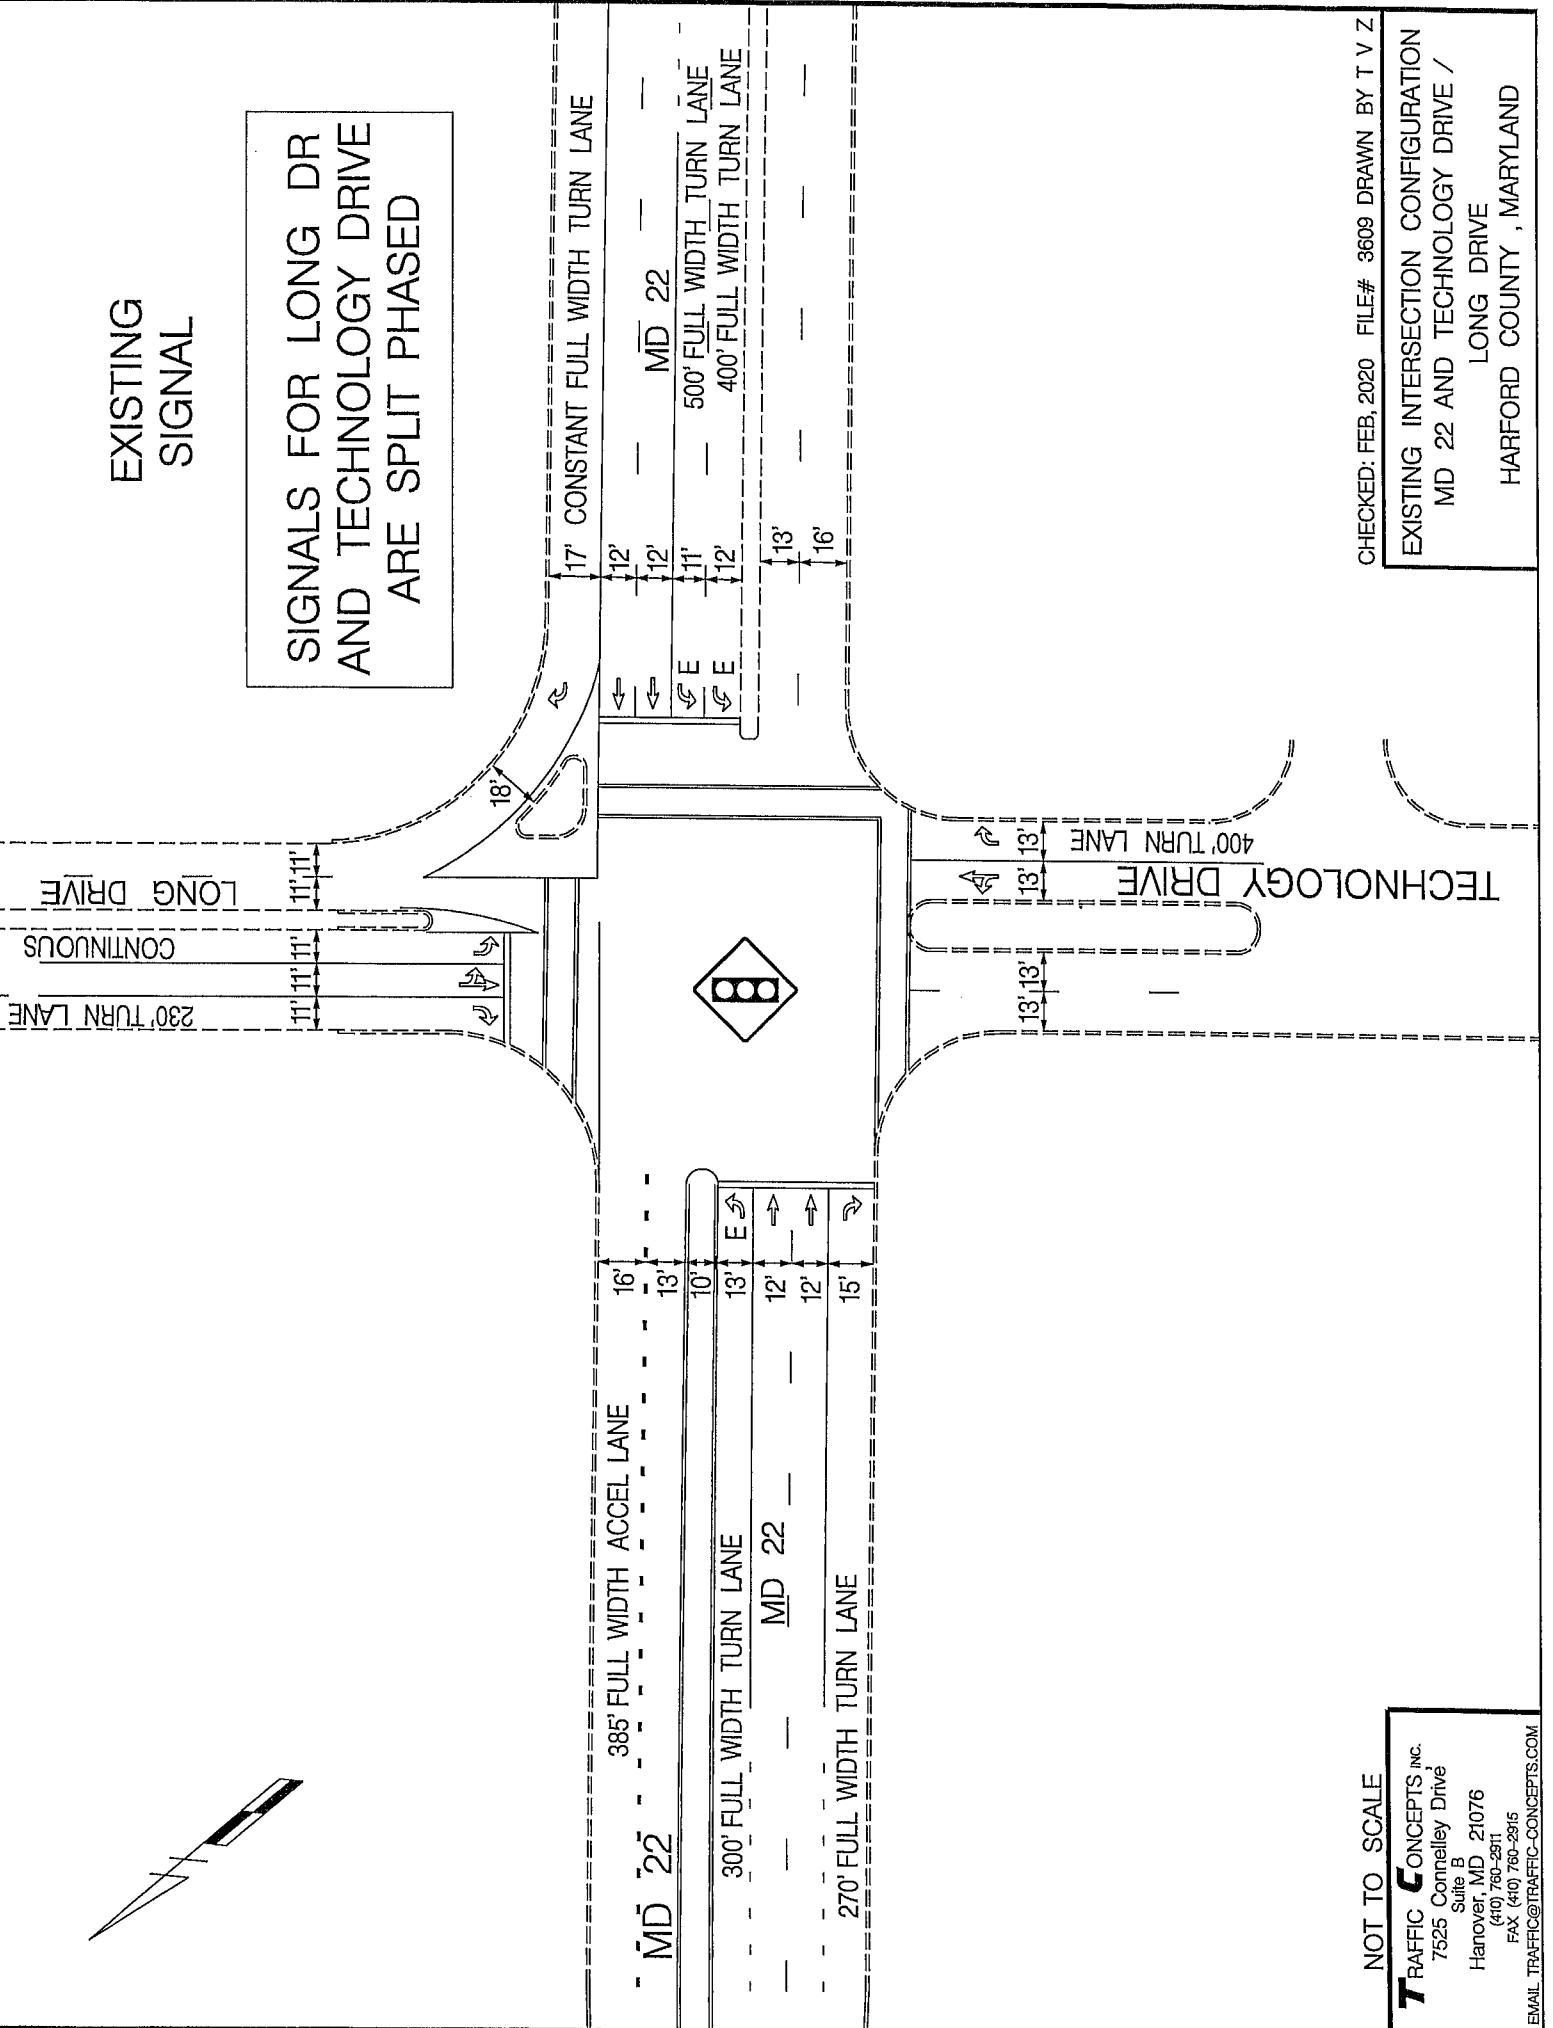 EXISTING
SIGNAL
SIGNALS FOR LONG DR
AND TECHNOLOGY DRIVE
ARE SPLIT PHASED
LONG DRIVE
CONTINUOUS
230' TURN LANE
11'
11'
11'
11'
11'
18'
17' CONSTANT FULL WIDTH TURN LANE
12'
12'
11'
12'
13'
16'
MD 22
500' FULL WIDTH TURN LANE
400' FULL WIDTH TURN LANE
E
E
385' FULL WIDTH ACCEL LANE
MD 22
16'
13'
10'
13'
12'
12'
15'
E
300' FULL WIDTH TURN LANE
MD 22
270' FULL WIDTH TURN LANE
13'
13'
13'
13'
400' TURN LANE
TECHNOLOGY DRIVE
NOT TO SCALE
TRAFFIC CONCEPTS INC.
7525 Connelley Drive,
Suite B
Hanover, MD 21076
(410) 760-2911
FAX (410) 760-2915
EMAIL TRAFFIC@TRAFFIC-CONCEPTS.COM
CHECKED: FEB, 2020 FILE# 3609 DRAWN BY T V Z
EXISTING INTERSECTION CONFIGURATION
MD 22 AND TECHNOLOGY DRIVE /
LONG DRIVE
HARFORD COUNTY , MARYLAND